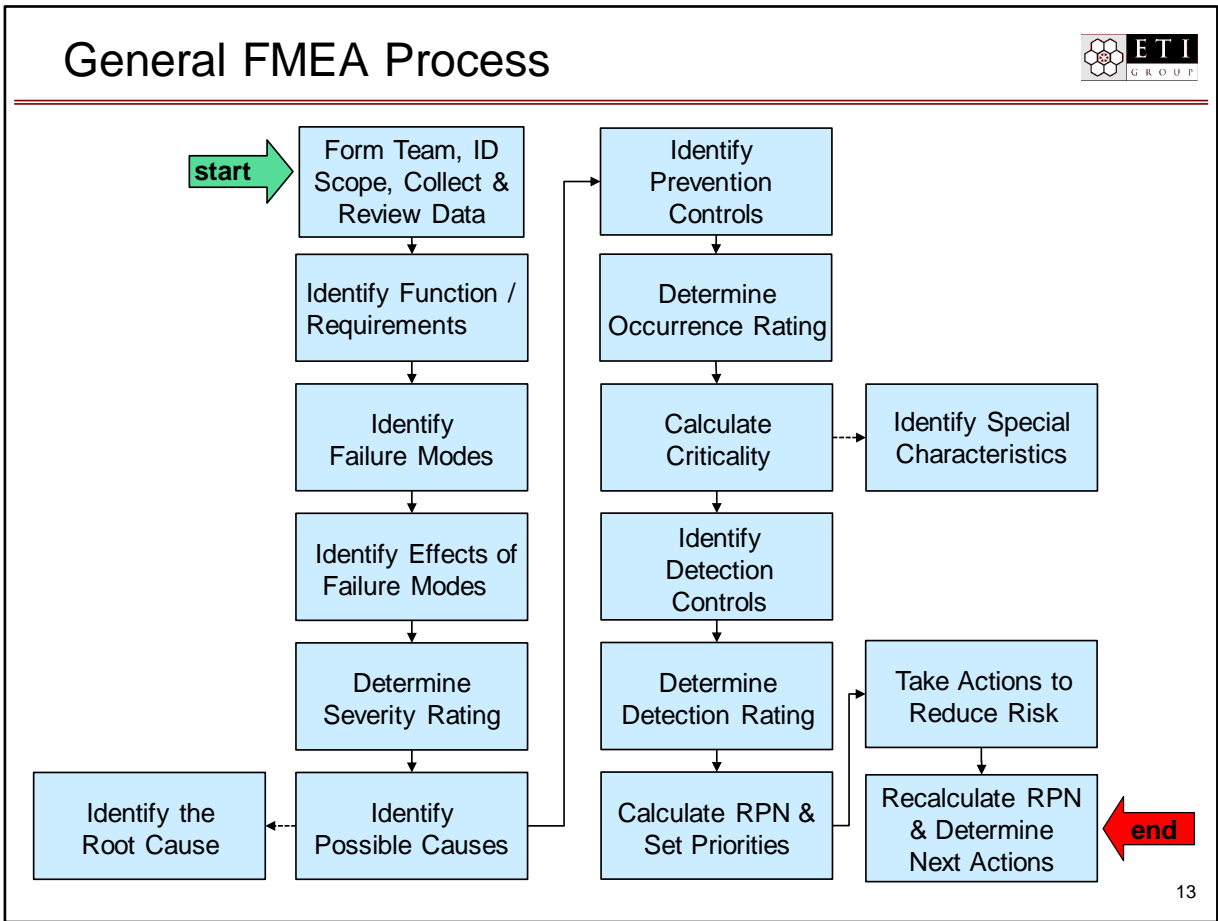 General FMEA Process
ETI
GROUP
start
Form Team, ID
Scope, Collect &
Review Data
Identify Function /
Requirements
Identify
Failure Modes
Identify Effects of
Failure Modes
Determine
Severity Rating
Identify
Possible Causes
Identify the
Root Cause
Identify
Prevention
Controls
Determine
Occurrence Rating
Calculate
Criticality
Identify Special
Characteristics
Identify
Detection
Controls
Determine
Detection Rating
Calculate RPN &
Set Priorities
Take Actions to
Reduce Risk
Recalculate RPN
& Determine
Next Actions
end
13